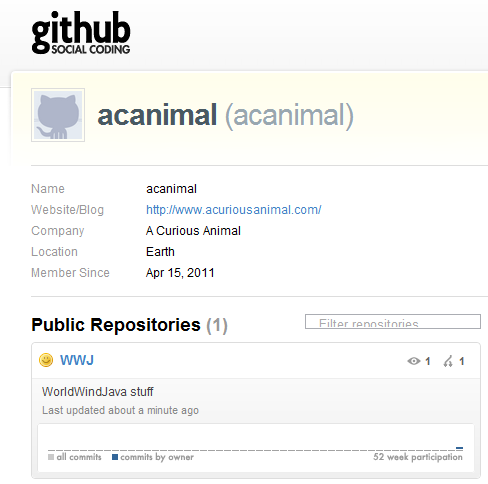 github
SOCIAL CODING
acanimal (acanimal)
Name acanimal
Website/Blog http://www.acuriousanimal.com/
Company A Curious Animal
Location Earth
Member Since Apr 15, 2011
Public Repositories (1)
Filter repositories
WWJ 1 1
WorldWindJava stuff
Last updated about a minute ago
all commits commits by owner 52 week participation